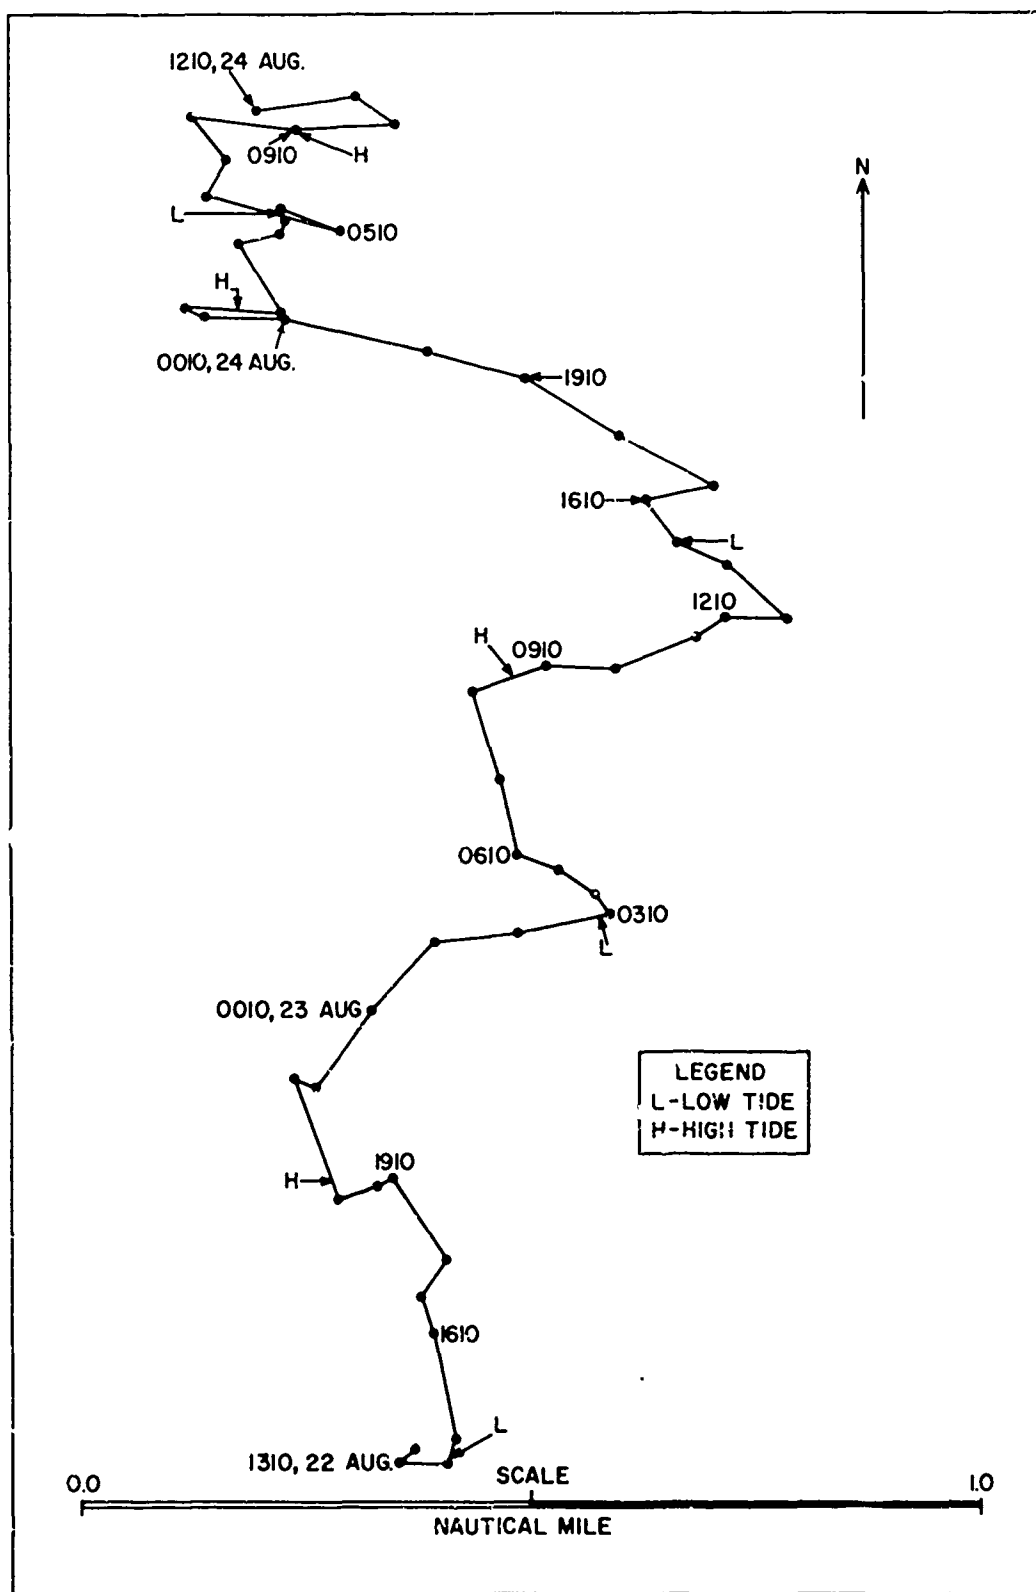 1210, 24 AUG.
0910
H
N
L
0510
H
0010, 24 AUG.
1910
1610
L
1210
H
0910
0610
0310
L
0010, 23 AUG
LEGEND
L-LOW TIDE
H-HIGH TIDE
1910
H
1610
L
1310, 22 AUG.
SCALE
0.0
1.0
NAUTICAL MILE